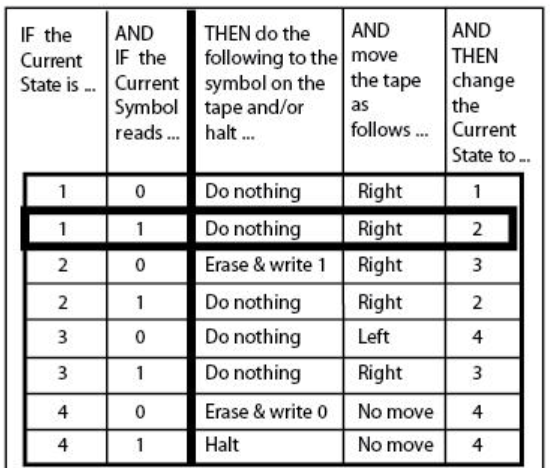 IF the Current State is ... | AND IF the Current Symbol reads ... | THEN do the following to the symbol on the tape and/or halt ... | AND move the tape as follows ... | AND THEN change the Current State to ...
1 | 0 | Do nothing | Right | 1
1 | 1 | Do nothing | Right | 2
2 | 0 | Erase & write 1 | Right | 3
2 | 1 | Do nothing | Right | 2
3 | 0 | Do nothing | Left | 4
3 | 1 | Do nothing | Right | 3
4 | 0 | Erase & write 0 | No move | 4
4 | 1 | Halt | No move | 4